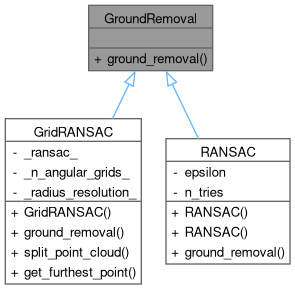 GroundRemoval
+ ground_removal()
GridRANSAC
- _ransac_
- _n_angular_grids_
- _radius_resolution_
+ GridRANSAC()
+ ground_removal()
+ split_point_cloud()
+ get_furthest_point()
RANSAC
- epsilon
- n_tries
+ RANSAC()
+ RANSAC()
+ ground_removal()